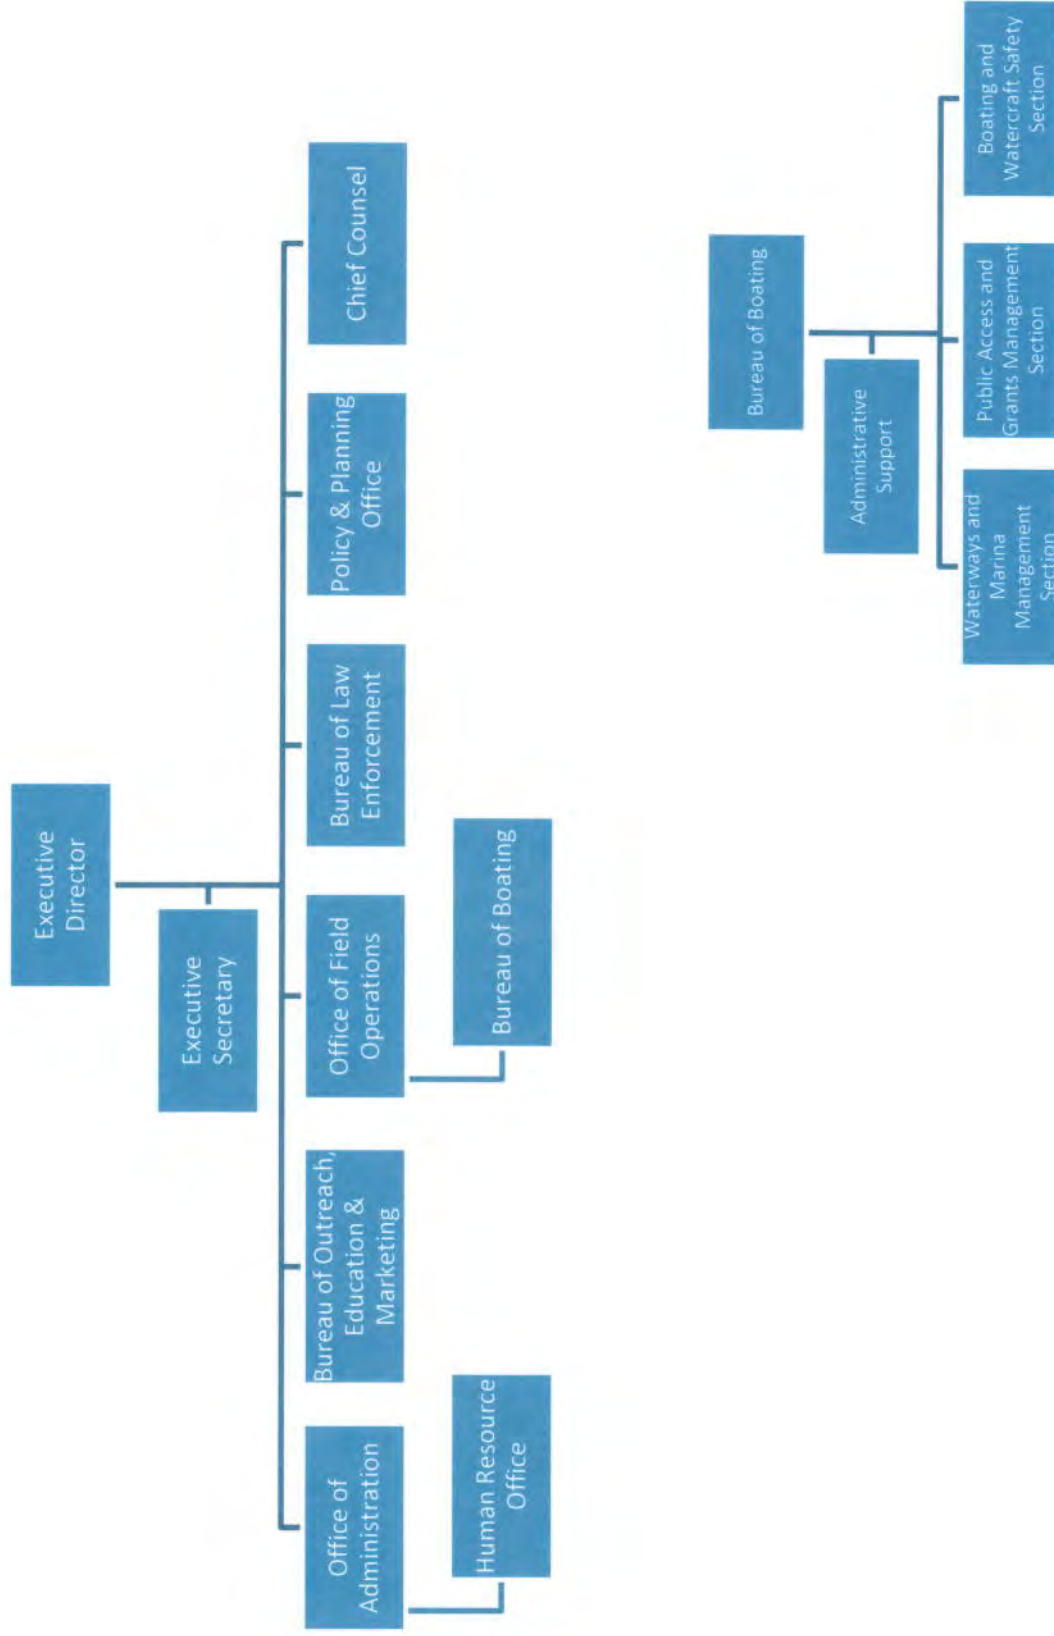 Executive
Director
Executive
Secretary
Office of
Administration
Bureau of Outreach,
Education &
Marketing
Office of Field
Operations
Bureau of Law
Enforcement
Policy & Planning
Office
Chief Counsel
Human Resource
Office
Bureau of Boating
Bureau of Boating
Administrative
Support
Waterways and
Marina
Management
Section
Public Access and
Grants Management
Section
Boating and
Watercraft Safety
Section